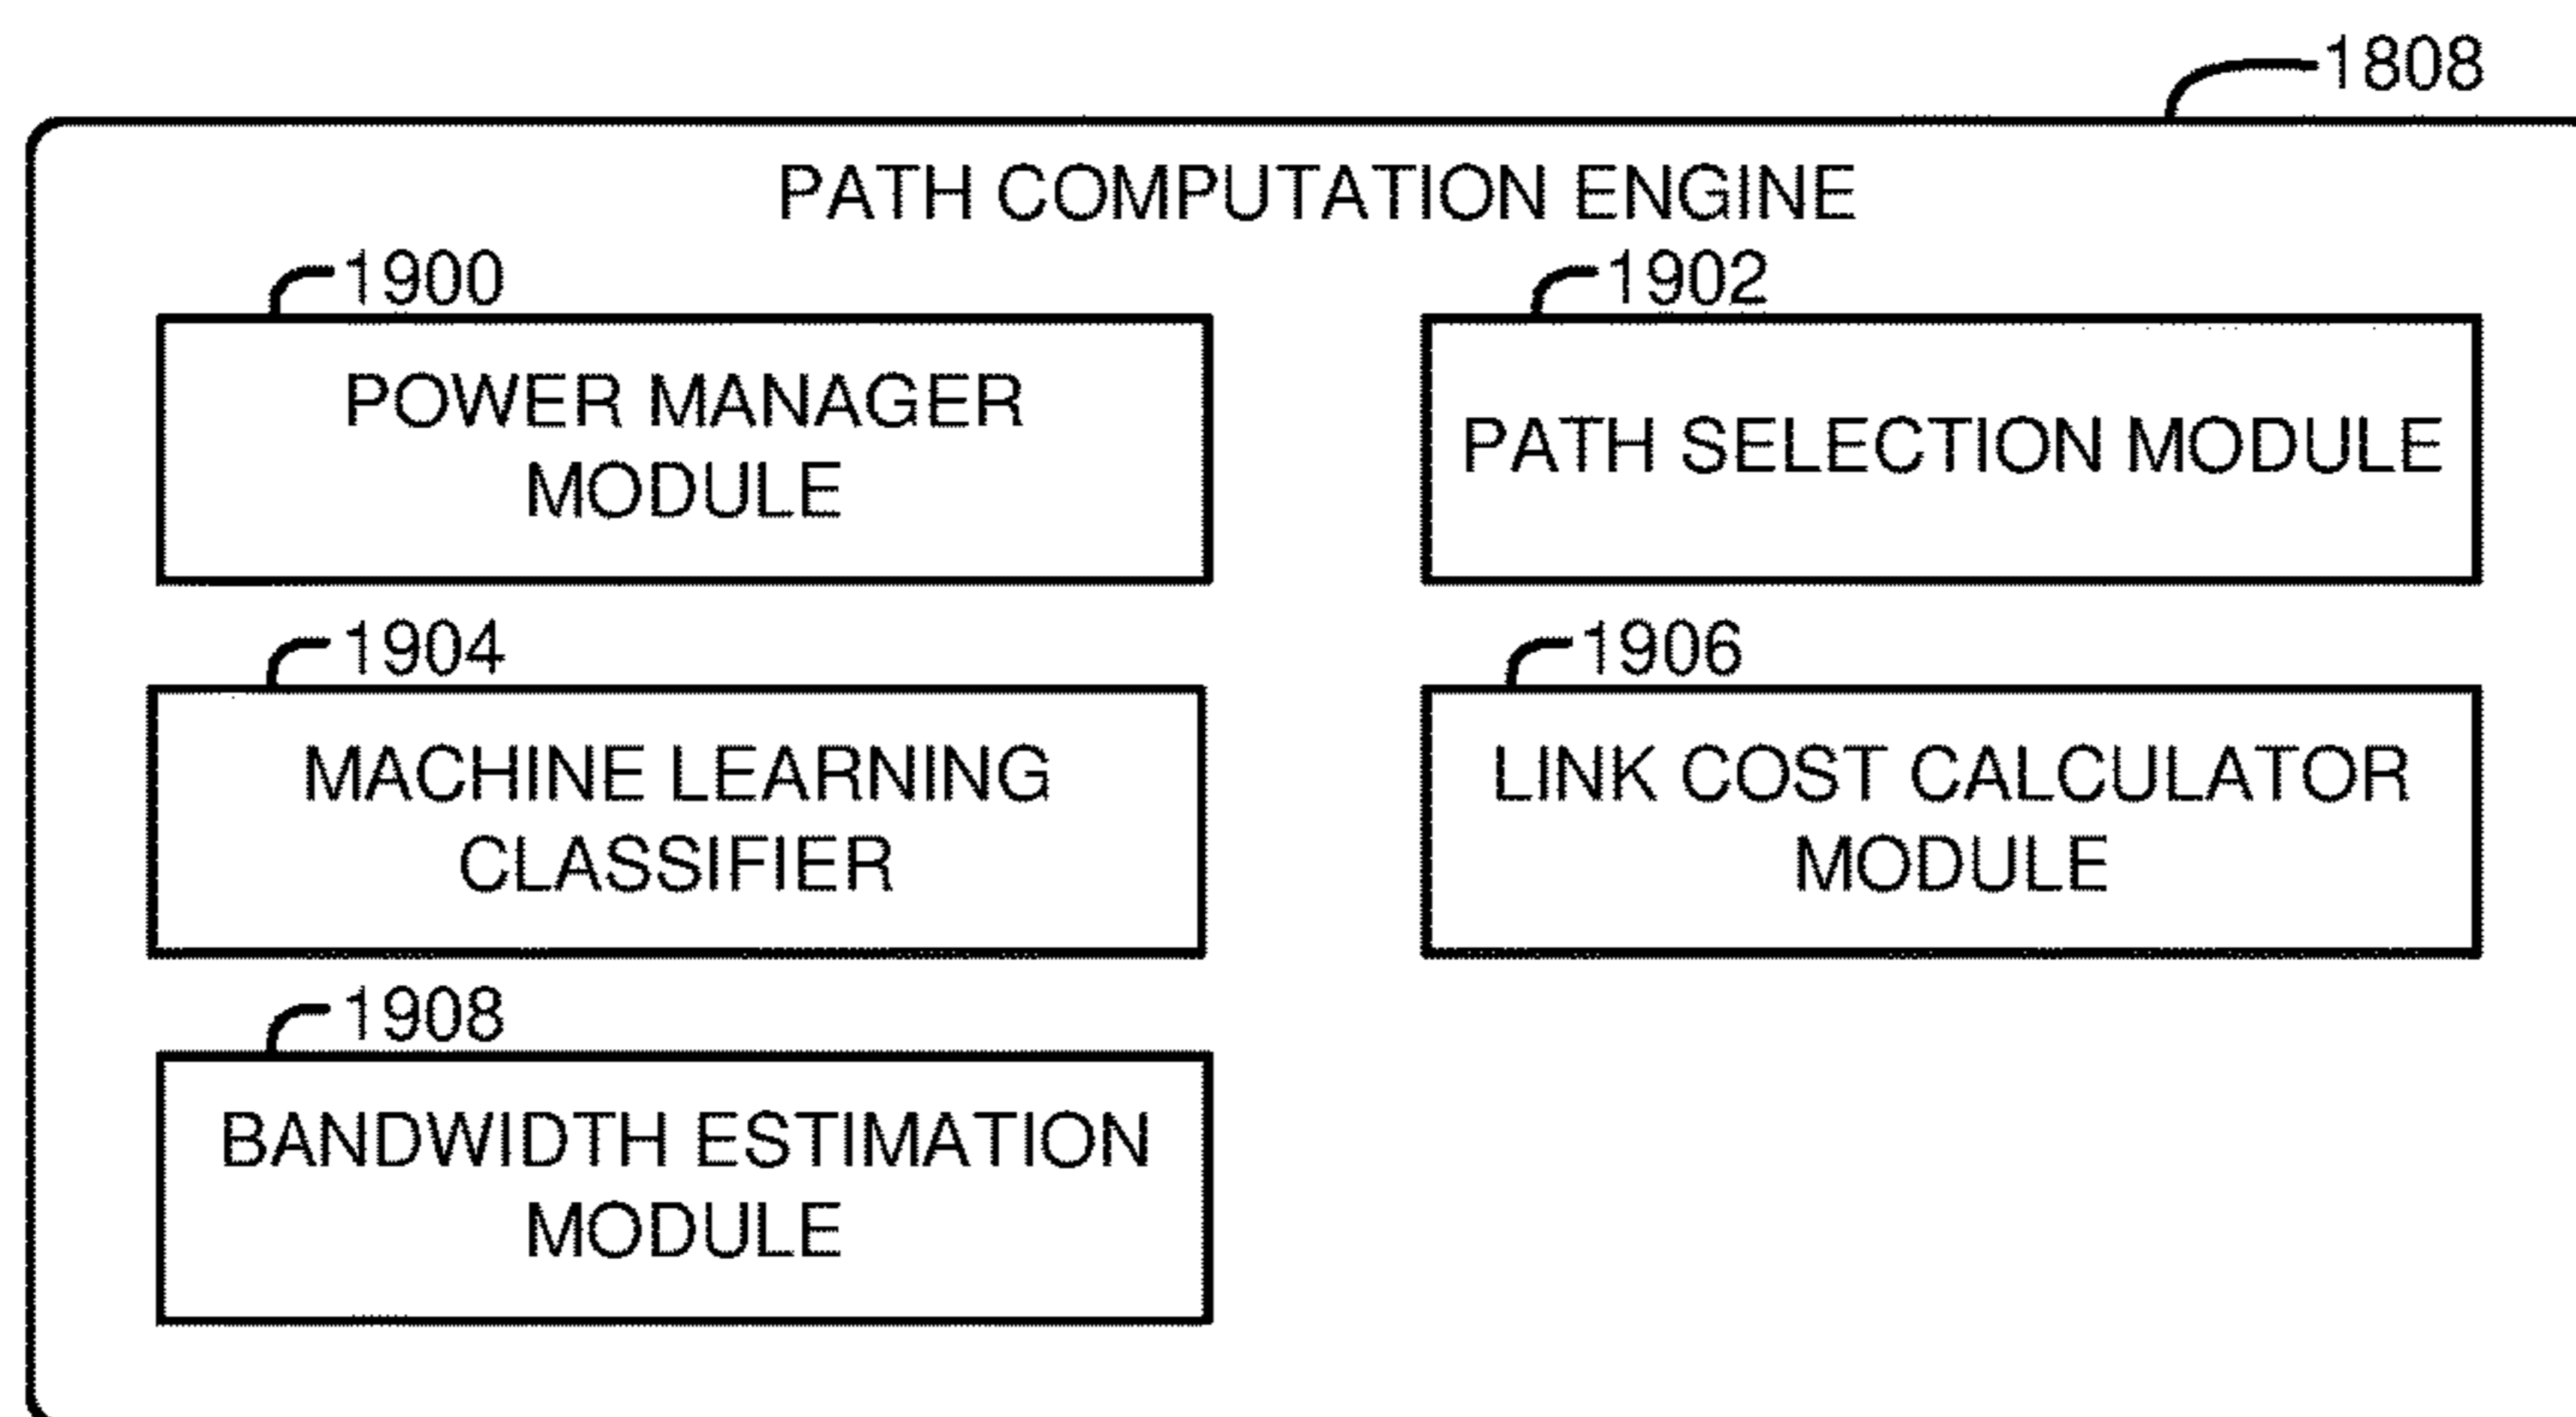 1808
PATH COMPUTATION ENGINE
1900
POWER MANAGER
MODULE
1902
PATH SELECTION MODULE
1904
MACHINE LEARNING
CLASSIFIER
1906
LINK COST CALCULATOR
MODULE
1908
BANDWIDTH ESTIMATION
MODULE